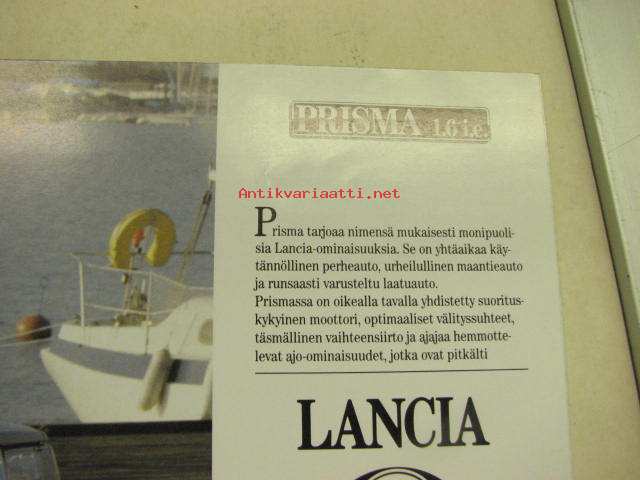 PRISMA 1.6 i.e.
Antikvariaatti.net
Prisma tarjoaa nimensä mukaisesti monipuoli-
sia Lancia-ominaisuuksia. Se on yhtäaikaa käy-
tännöllinen perheauto, urheilullinen maantieauto
ja runsaasti varusteltu laatuauto.
Prismassa on oikealla tavalla yhdistetty suoritus-
kykyinen moottori, optimaaliset välityssuhteet,
täsmällinen vaihteensiirto ja ajajaa hemmotte-
levat ajo-ominaisuudet, jotka ovat pitkälti
LANCIA